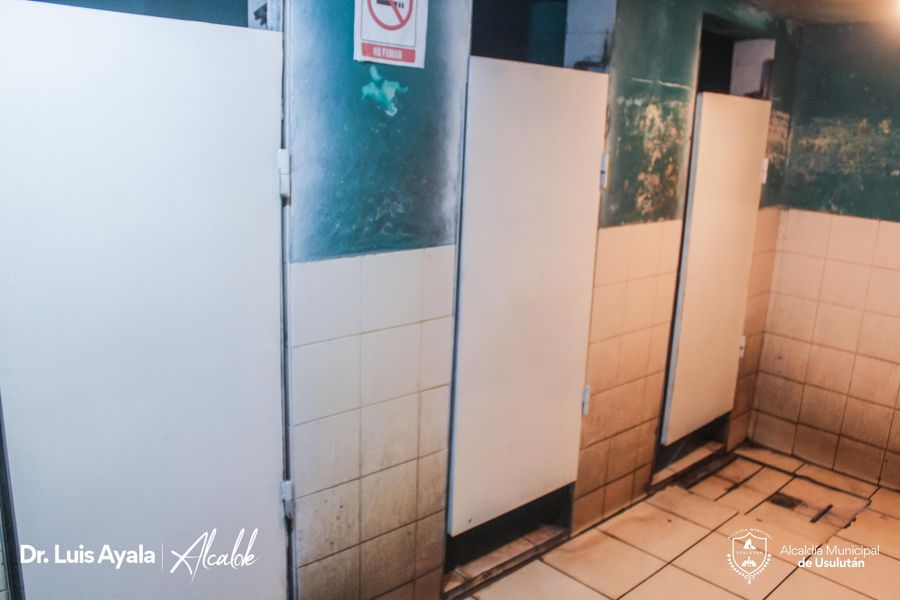 NO FUMAR
Dr. Luis Ayala
Alcalde
Alcaldía Municipal
de Usulután